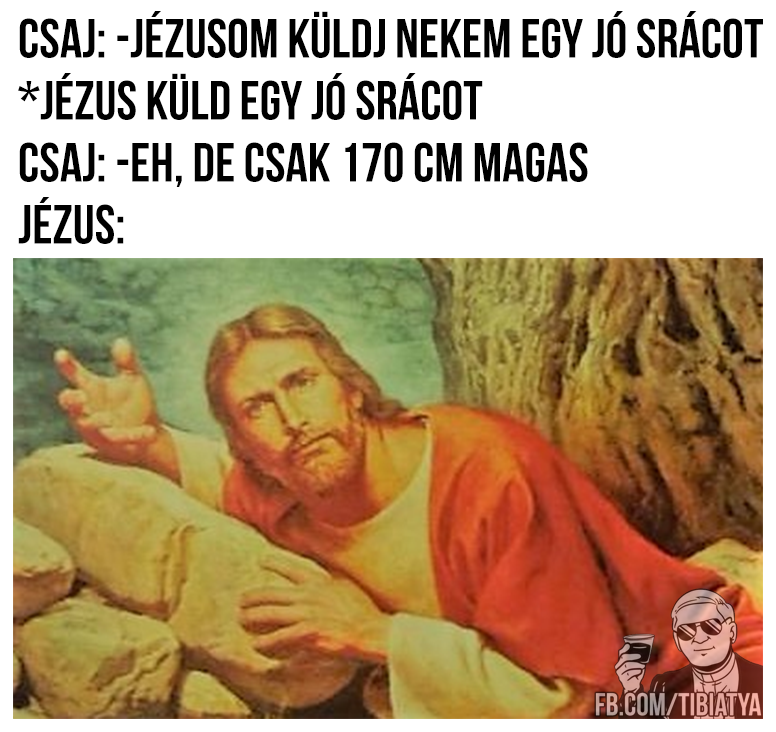 CSAJ: -JÉZUSOM KÜLDJ NEKEM EGY JÓ SRÁCOT
*JÉZUS KÜLD EGY JÓ SRÁCOT
CSAJ: -EH, DE CSAK 170 CM MAGAS
JÉZUS:
FB.COM/TIBIATYA